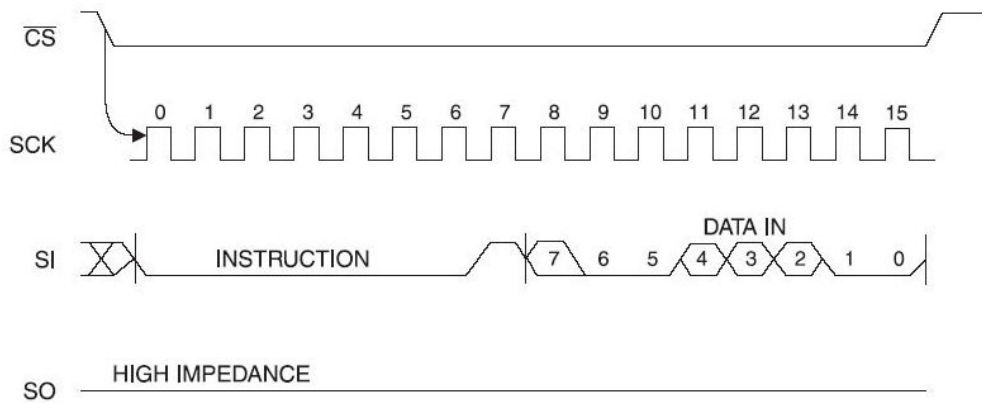 CS
0 1 2 3 4 5 6 7 8 9 10 11 12 13 14 15
SCK
DATA IN
SI INSTRUCTION 7 6 5 4 3 2 1 0
HIGH IMPEDANCE
SO